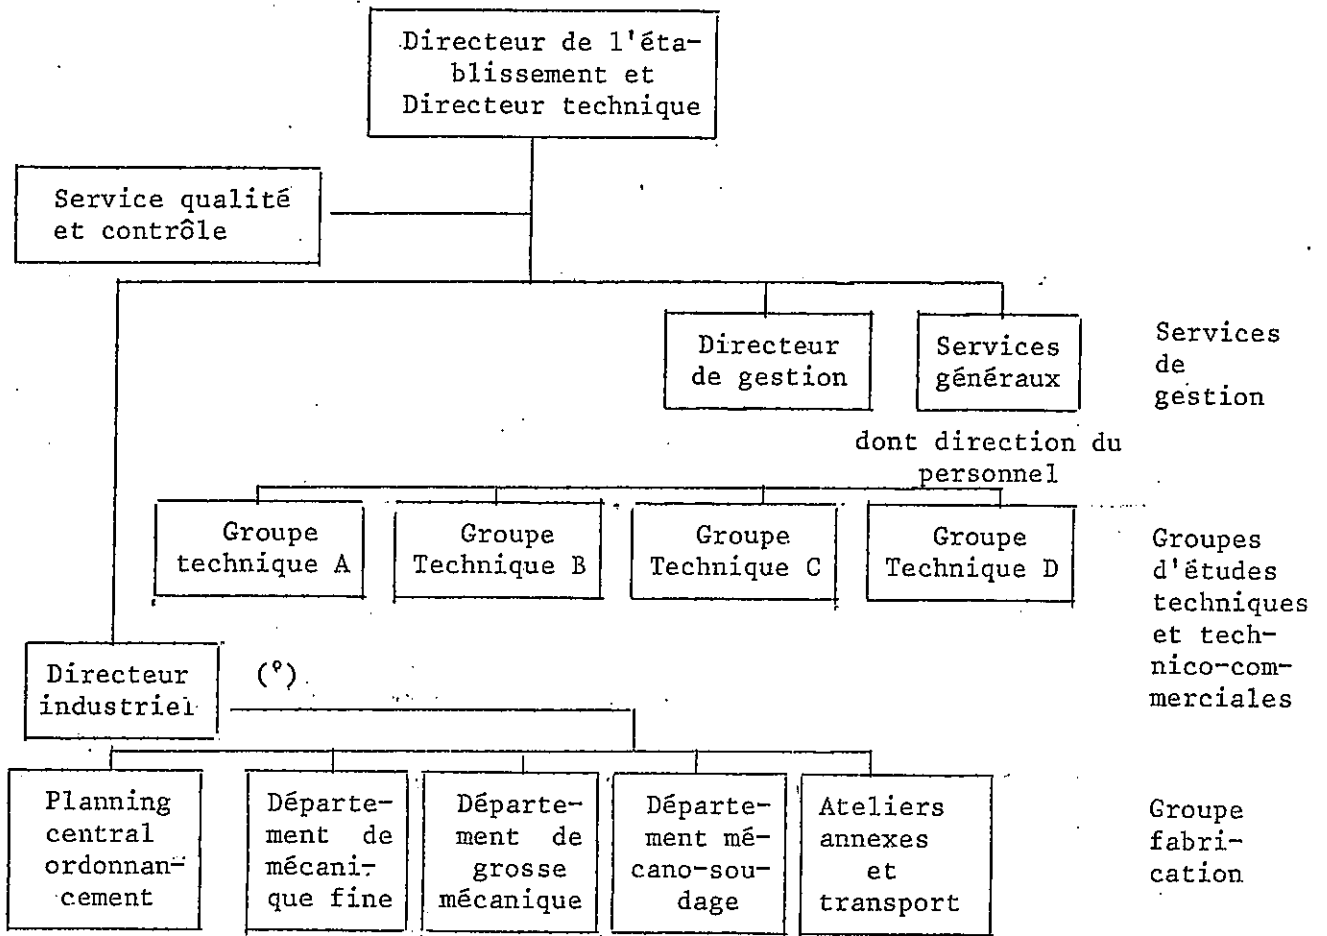 Directeur de l'éta-
blissement et
Directeur technique
Service qualité
et contrôle
Directeur
de gestion
Services
généraux
Services
de
gestion
dont direction du
personnel
Groupe
technique A
Groupe
Technique B
Groupe
Technique C
Groupe
Technique D
Groupes
d'études
techniques
et tech-
nico-com-
merciales
Directeur
industriel
(°)
Planning
central
ordonnan-
cement
Départe-
ment de
mécani-
que fine
Départe-
ment de
grosse
mécanique
Départe-
ment mé-
cano-sou-
dage
Ateliers
annexes
et
transport
Groupe
fabri-
cation